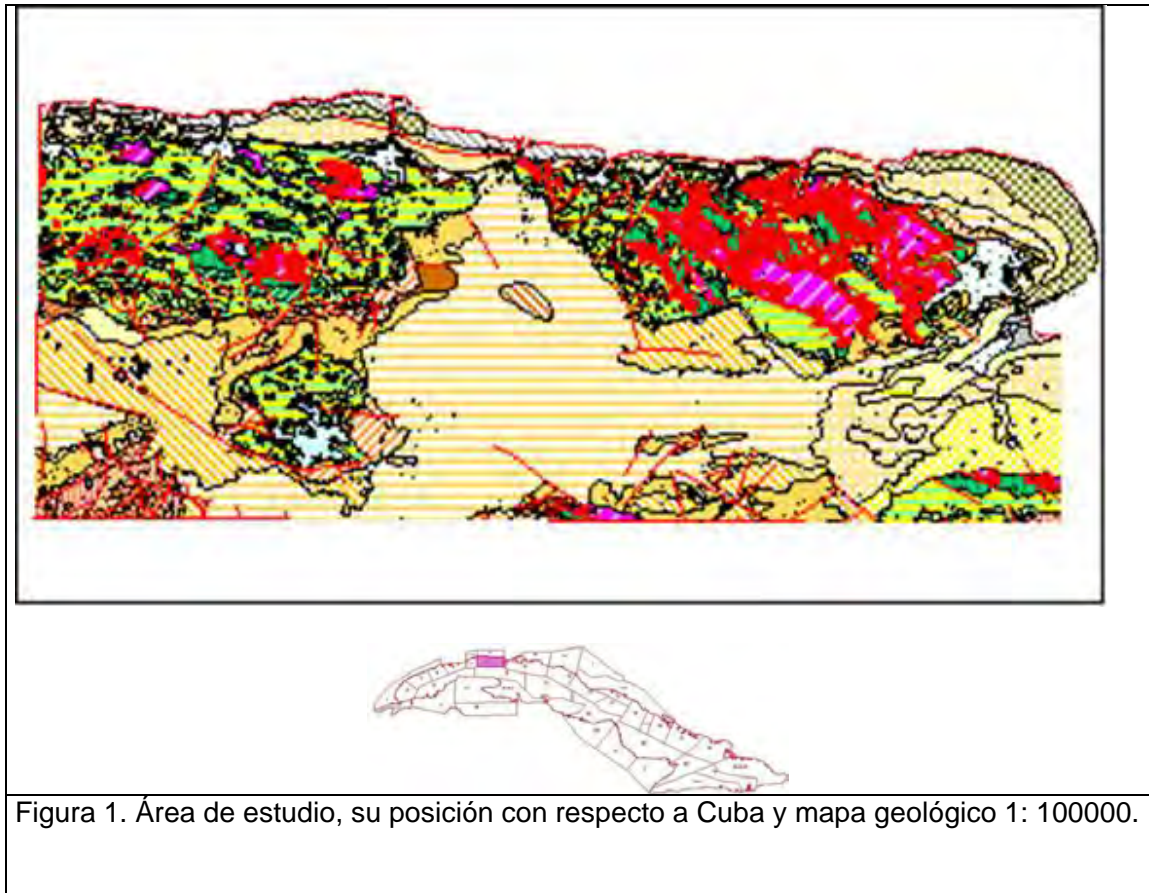 Figura 1. Área de estudio, su posición con respecto a Cuba y mapa geológico 1: 100000.